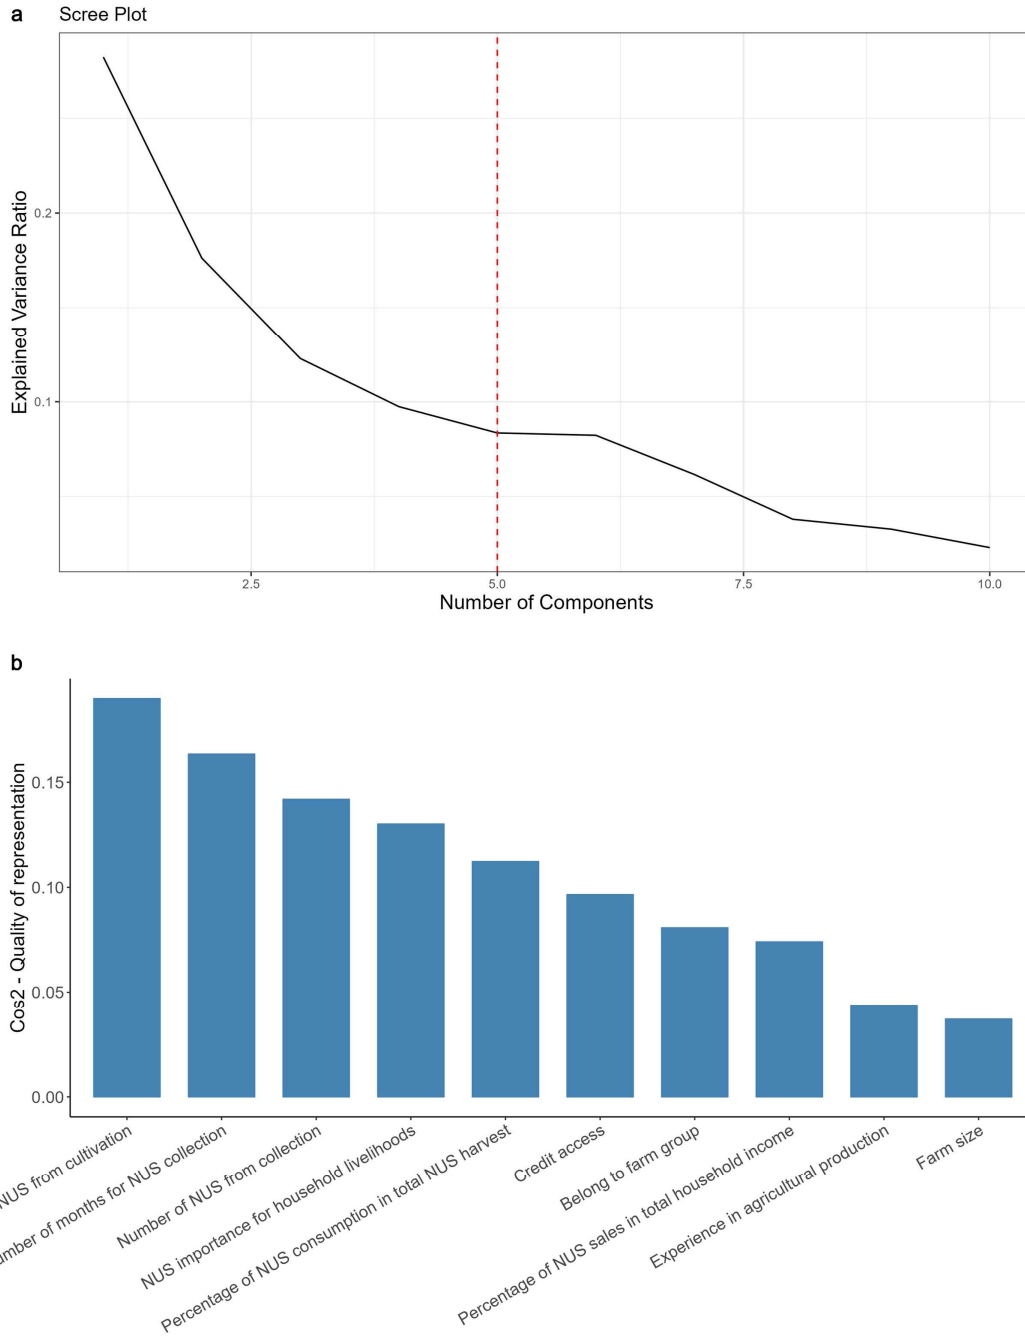 a
Scree Plot
Explained Variance Ratio
0.2
0.1
2.5
5.0
7.5
10.0
Number of Components
b
Cos2 - Quality of representation
0.15
0.10
0.05
0.00
NUS from cultivation
umber of months for NUS collection
Number of NUS from collection
NUS importance for household livelihoods
Percentage of NUS consumption in total NUS harvest
Credit access
Belong to farm group
Percentage of NUS sales in total household income
Experience in agricultural production
Farm size